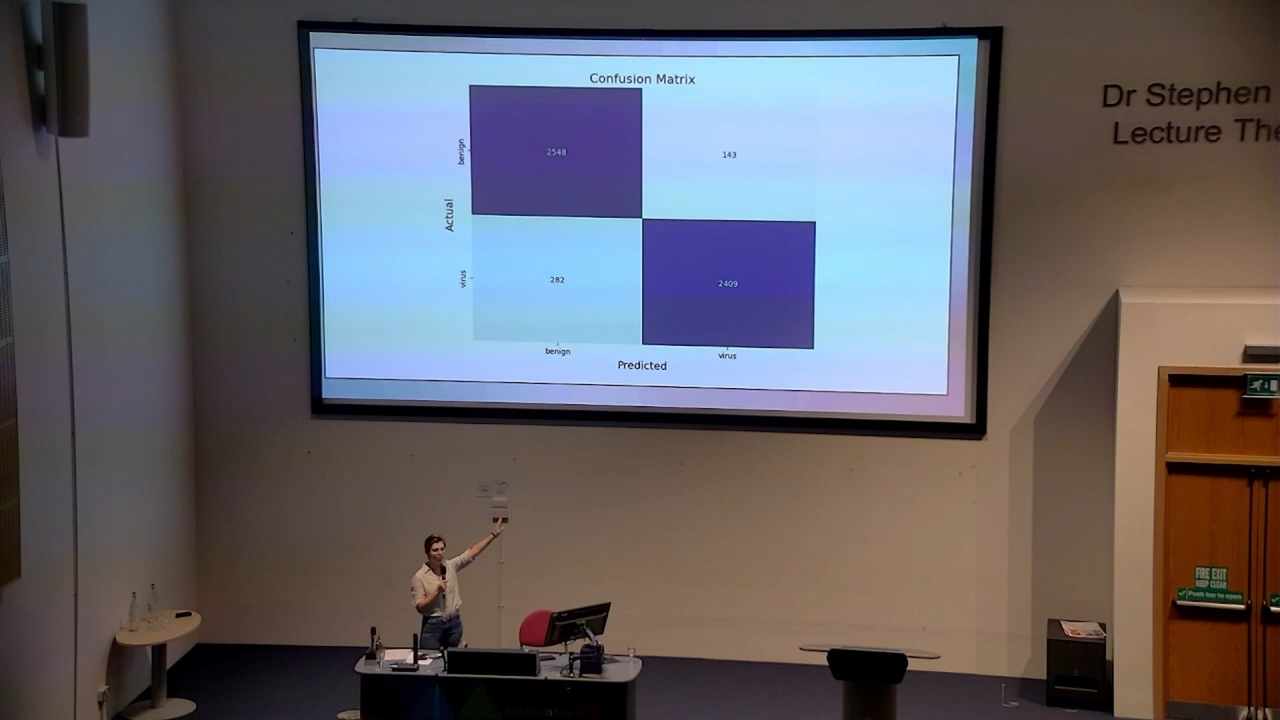 Confusion Matrix
benign
2548
143
Actual
virus
282
2409
benign
virus
Predicted
Dr Stephen
Lecture
FIRE EXIT
KEEP CLEAR
Push bar to open